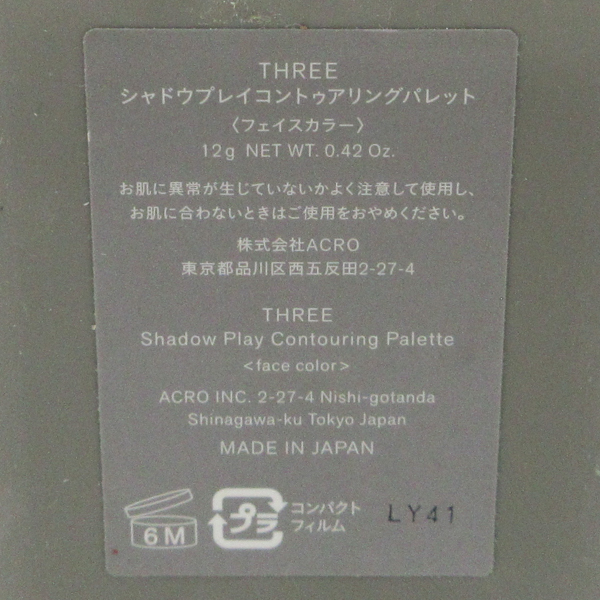 THREE
シャドウプレイコントゥアリングパレット
〈フェイスカラー〉
12g NET WT. 0.42 Oz.
お肌に異常が生じていないかよく注意して使用し、
お肌に合わないときはご使用をおやめください。
株式会社ACRO
東京都品川区西五反田2-27-4
THREE
Shadow Play Contouring Palette
<face color>
ACRO INC. 2-27-4 Nishi-gotanda
Shinagawa-ku Tokyo Japan
MADE IN JAPAN
6M
プラ
コンパクト
フィルム
LY41